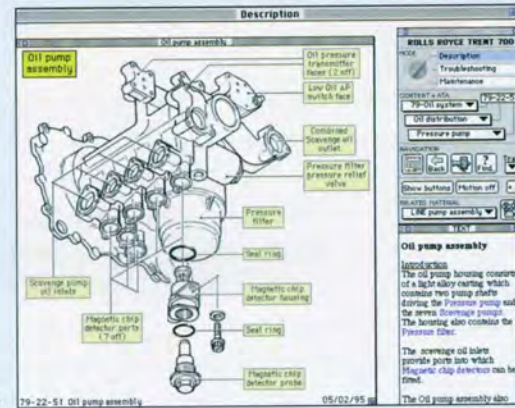 Description
Oil pump assembly
Oil pump
assembly
Oil pressure
transmitter
faces (2 off)
Low Oil ΔP
switch face
Combined
Scavenge oil
outlet
Pressure filter
pressure relief
valve
Pressure
filter
Seal ring
Scavenge pump
oil inlets
Magnetic chip
detector ports
(7 off)
Magnetic chip
detector housing
Seal ring
Magnetic chip
detector probe
79-22-51 Oil pump assembly
05/02/95
ROLLS ROYCE TRENT 700
MODE
Description
Troubleshooting
Maintenance
CONTENT + ATA
79-Oil system
79-22-5
Oil distribution
Pressure pump
NAVIGATION
Back
?
Find
Show buttons
Motion off
RELATED MATERIAL
LINE pump assembly
TEXT
Oil pump assembly
Introduction
The oil pump housing consists
of a light alloy casting which
contains two pump shafts
driving the Pressure pump and
the seven Scavenge pumps.
The housing also contains the
Pressure filter.
The scavenge oil inlets
provide ports into which
Magnetic chip detectors can be
fitted.
The Oil pump assembly also